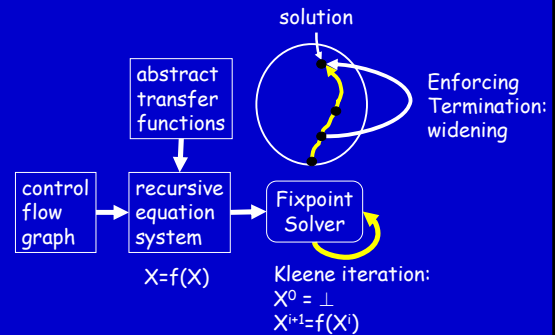 solution
abstract
transfer
functions
Enforcing
Termination:
widening
control
flow
graph
recursive
equation
system
Fixpoint
Solver
X=f(X)
Kleene iteration:
X⁰ = ⊥
Xⁱ⁺¹=f(Xⁱ)